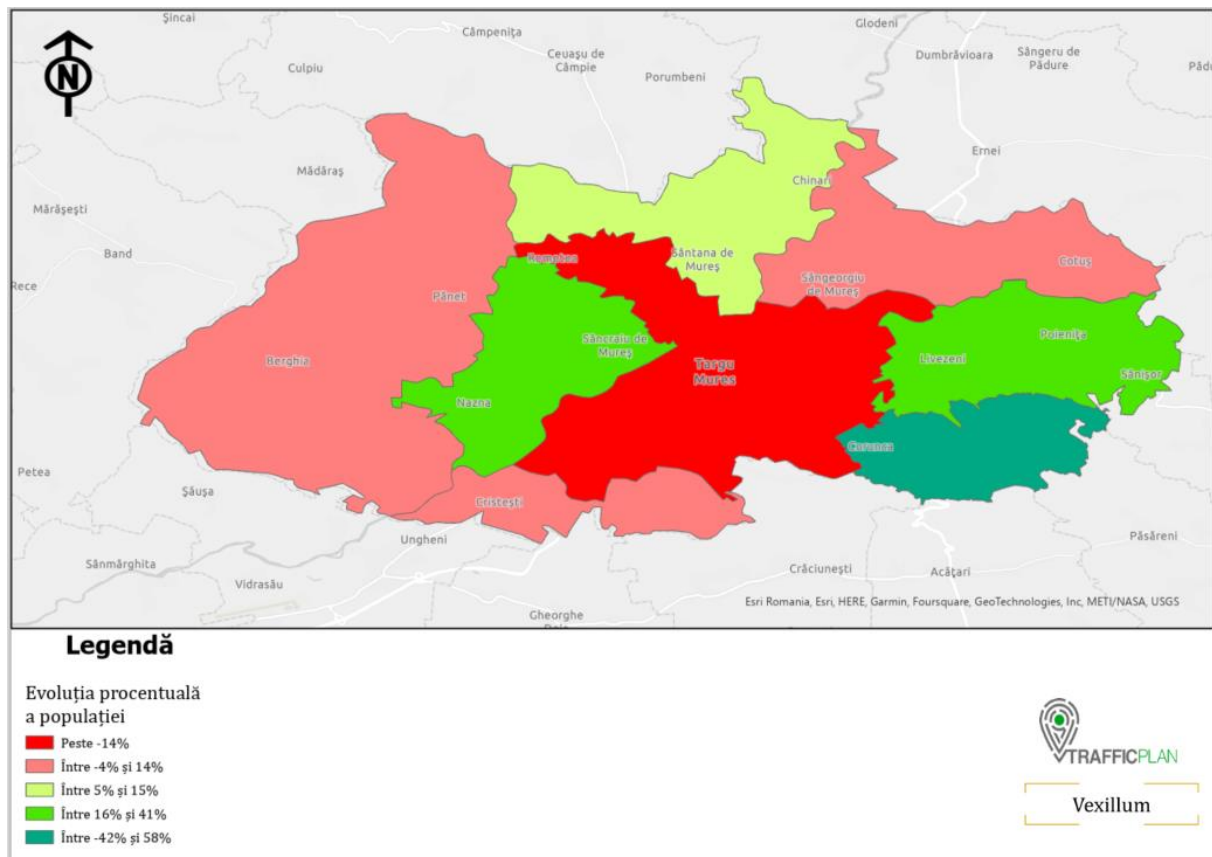 Șincai
Glodeni
Câmpenița
Ceuașu de
Câmpie
Dumbrăvioara
Sângeru de
Pădure
Culpiu
Porumbeni
N
Ernei
Mădăraș
Chinari
Mărășești
Band
Sântana de
Mureș
Remetea
Cotuș
Sângeorgiu
de Mureș
Rece
Pănet
Poienița
Sâncraiu de
Mureș
Livezeni
Berghia
Targu
Mures
Sânișor
Nazna
Corunca
Petea
Șăușa
Cristești
Ungheni
Păsăreni
Sânmărghita
Crăciunești
Acățari
Vidrasău
Esri Romania, Esri, HERE, Garmin, Foursquare, GeoTechnologies, Inc, METI/NASA, USGS
Gheorghe
Legendă
Evoluția procentuală
a populației
Peste -14%
Între -4% și 14%
Între 5% și 15%
Între 16% și 41%
Între -42% și 58%
TRAFFICPLAN
Vexillum